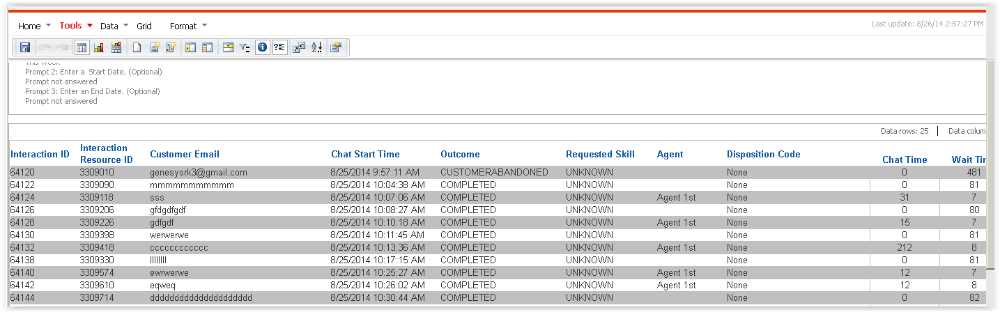 Home Tools Data Grid Format Last update: 8/26/14 2:57:27 PM
This week
Prompt 2: Enter a Start Date. (Optional)
Prompt not answered
Prompt 3: Enter an End Date. (Optional)
Prompt not answered
Data rows: 25 Data colum
Interaction ID Interaction Resource ID Customer Email Chat Start Time Outcome Requested Skill Agent Disposition Code Chat Time Wait Tir
64120 3309010 genesysrk3@gmail.com 8/25/2014 9:57:11 AM CUSTOMERABANDONED UNKNOWN None 0 481
64122 3309090 mmmmmmmmmmm 8/25/2014 10:04:38 AM COMPLETED UNKNOWN None 0 81
64124 3309118 sss 8/25/2014 10:07:06 AM COMPLETED UNKNOWN Agent 1st None 31 7
64126 3309206 gfdgdfgdf 8/25/2014 10:08:27 AM COMPLETED UNKNOWN None 0 80
64128 3309226 gdfgdf 8/25/2014 10:10:18 AM COMPLETED UNKNOWN Agent 1st None 15 7
64130 3309398 werwerwe 8/25/2014 10:11:45 AM COMPLETED UNKNOWN None 0 81
64132 3309418 cccccccccccc 8/25/2014 10:13:36 AM COMPLETED UNKNOWN Agent 1st None 212 8
64138 3309330 llllllll 8/25/2014 10:17:15 AM COMPLETED UNKNOWN None 0 81
64140 3309574 ewrwerwe 8/25/2014 10:25:27 AM COMPLETED UNKNOWN Agent 1st None 12 7
64142 3309610 eqweq 8/25/2014 10:26:02 AM COMPLETED UNKNOWN Agent 1st None 12 8
64144 3309714 ddddddddddddddddddddd 8/25/2014 10:30:44 AM COMPLETED UNKNOWN None 0 82